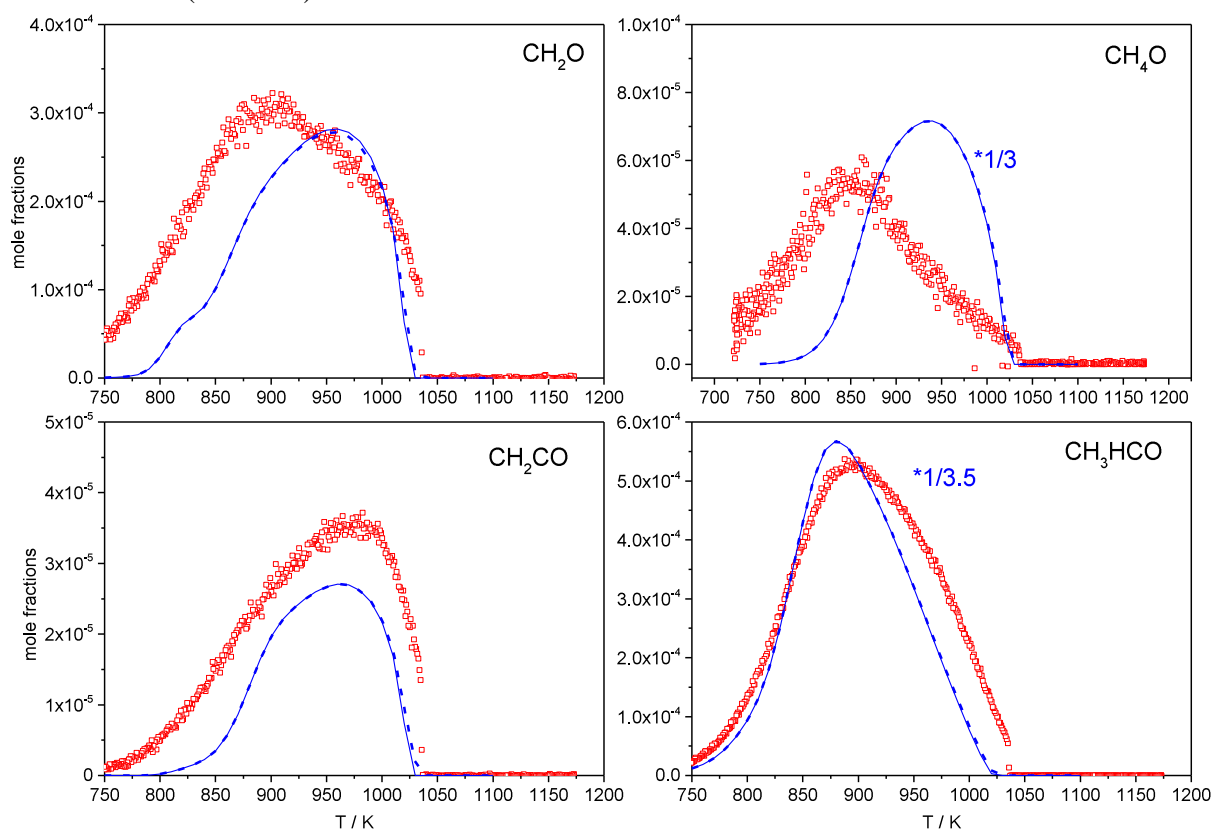 4.0x10⁻⁴
CH₂O
3.0x10⁻⁴
2.0x10⁻⁴
1.0x10⁻⁴
0.0
mole fractions
750 800 850 900 950 1000 1050 1100 1150 1200
1.0x10⁻⁴
CH₄O
8.0x10⁻⁵
6.0x10⁻⁵
*1/3
4.0x10⁻⁵
2.0x10⁻⁵
0.0
700 750 800 850 900 950 1000 1050 1100 1150 1200
5x10⁻⁵
CH₂CO
4x10⁻⁵
3x10⁻⁵
2x10⁻⁵
1x10⁻⁵
0
mole fractions
750 800 850 900 950 1000 1050 1100 1150 1200
T / K
6.0x10⁻⁴
CH₃HCO
*1/3.5
5.0x10⁻⁴
4.0x10⁻⁴
3.0x10⁻⁴
2.0x10⁻⁴
1.0x10⁻⁴
0.0
750 800 850 900 950 1000 1050 1100 1150 1200
T / K